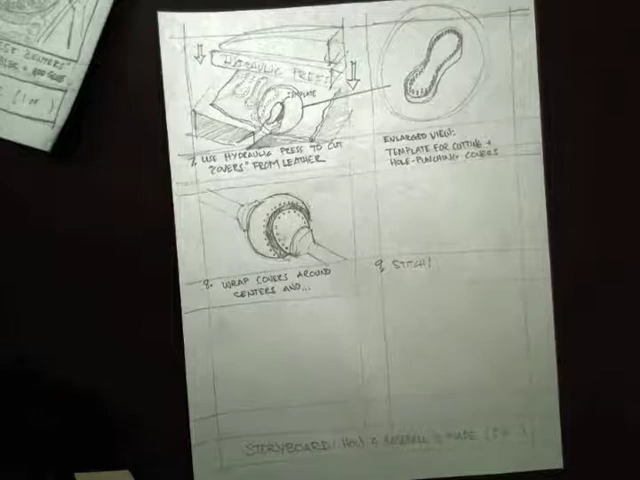 HYDRAULIC PRESS
TEMPLATE
7. USE HYDRAULIC PRESS TO CUT
"COVERS" FROM LEATHER
ENLARGED VIEW:
TEMPLATE FOR CUTTING +
HOLE-PUNCHING COVERS
8. WRAP COVERS AROUND
CENTERS AND...
9. STITCH!
STORYBOARD: HOW A BASEBALL IS MADE (
CENTERS"